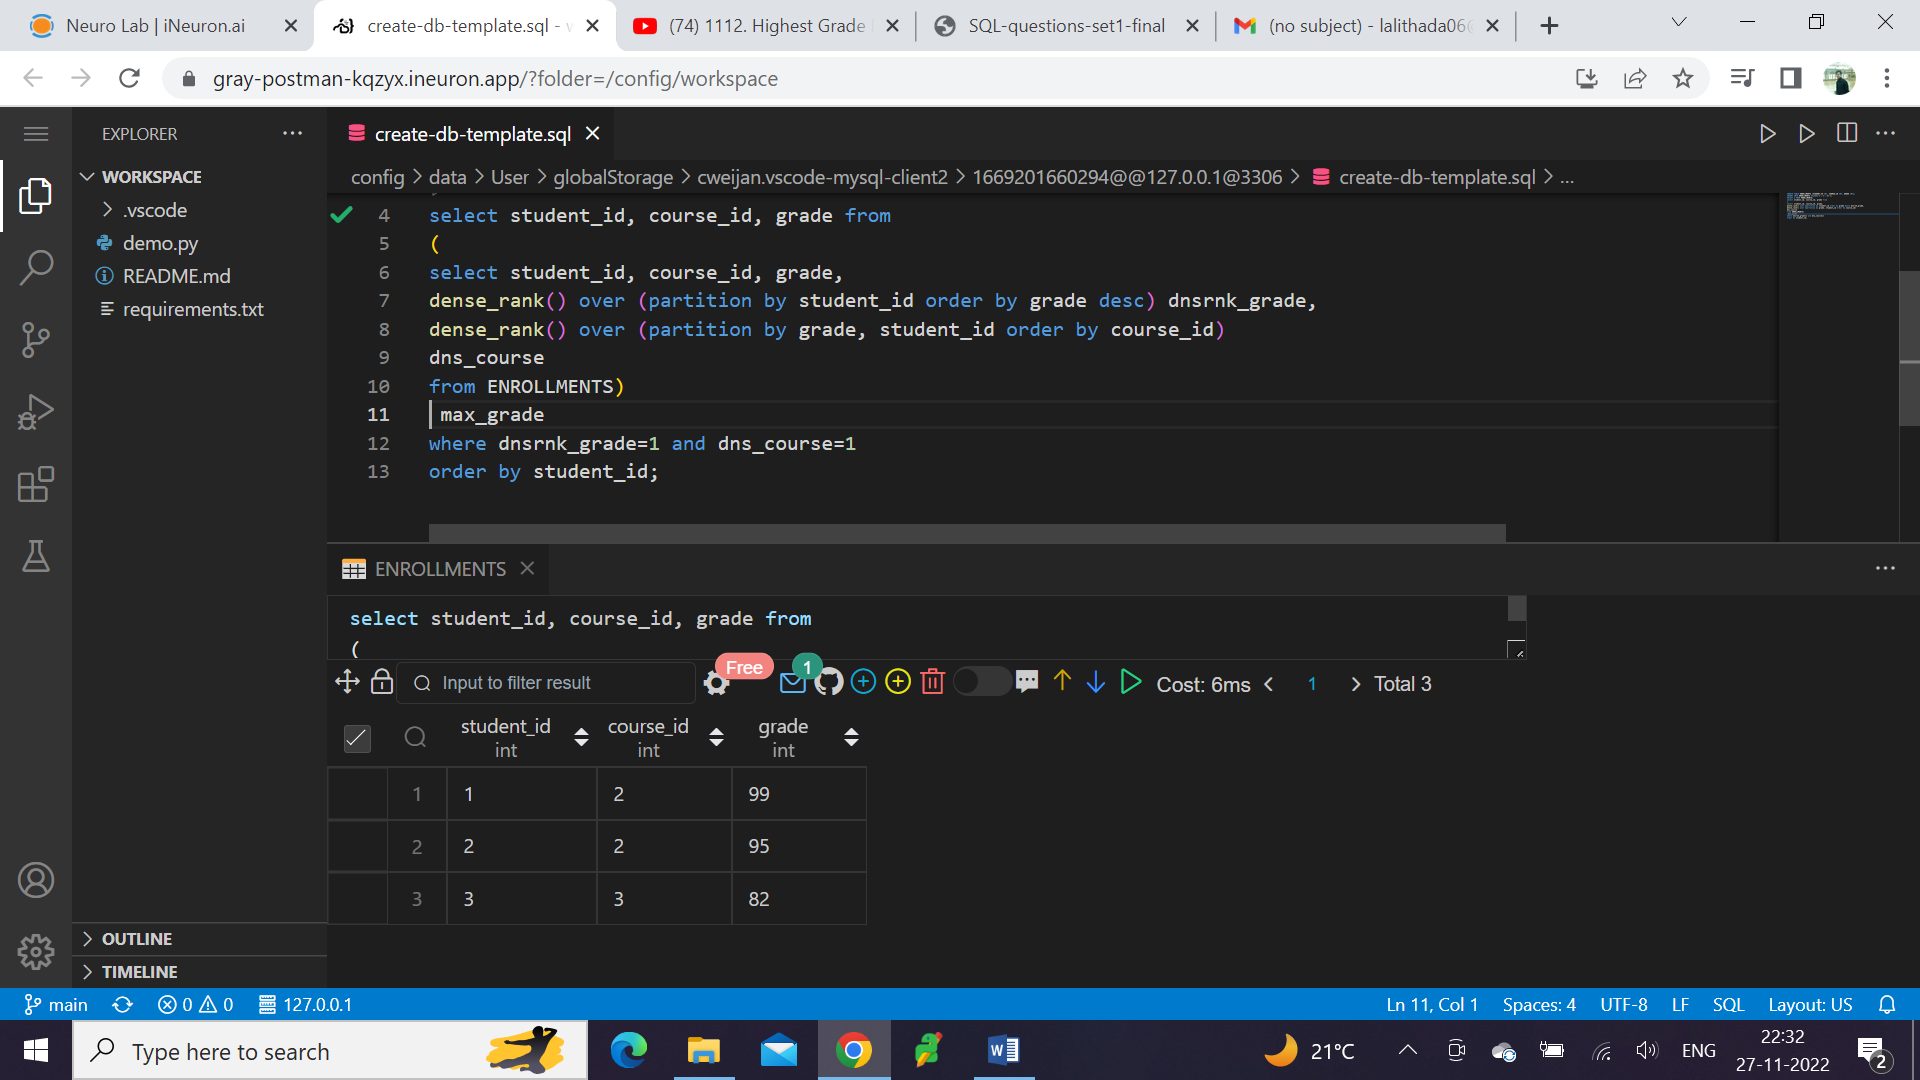 Neuro Lab | iNeuron.ai
create-db-template.sql - w
(74) 1112. Highest Grade
SQL-questions-set1-final
(no subject) - lalithada06@
gray-postman-kqzyx.ineuron.app/?folder=/config/workspace
EXPLORER
create-db-template.sql
WORKSPACE
config > data > User > globalStorage > cweijan.vscode-mysql-client2 > 1669201660294@@127.0.0.1@3306 > create-db-template.sql > ...
.vscode
demo.py
README.md
requirements.txt
4 select student_id, course_id, grade from
5 (
6 select student_id, course_id, grade,
7 dense_rank() over (partition by student_id order by grade desc) dnsrnk_grade,
8 dense_rank() over (partition by grade, student_id order by course_id)
9 dns_course
10 from ENROLLMENTS)
11 max_grade
12 where dnsrnk_grade=1 and dns_course=1
13 order by student_id;
ENROLLMENTS
select student_id, course_id, grade from
(
Input to filter result
Free
1
Cost: 6ms
1
Total 3
student_id course_id grade
int int int
1 1 2 99
2 2 2 95
3 3 3 82
OUTLINE
TIMELINE
main
0 0
127.0.0.1
Ln 11, Col 1 Spaces: 4 UTF-8 LF SQL Layout: US
Type here to search
21°C
ENG
22:32
27-11-2022
2